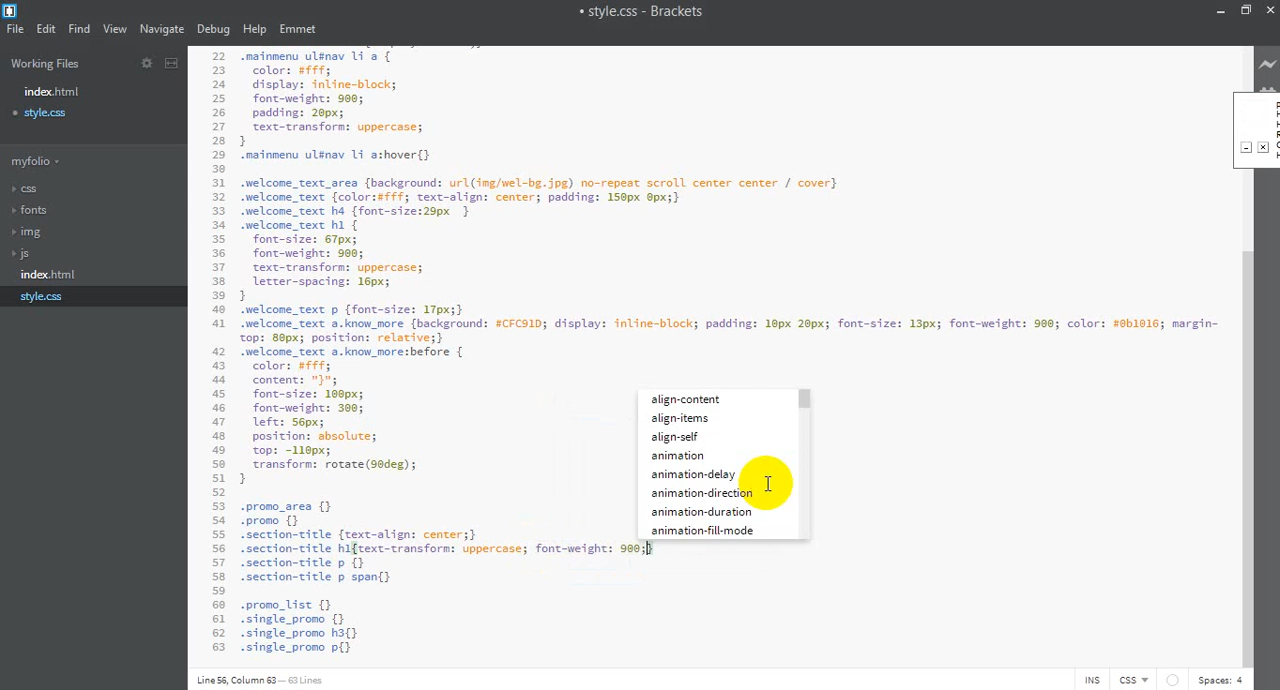 • style.css - Brackets
File Edit Find View Navigate Debug Help Emmet
Working Files
index.html
• style.css
myfolio
css
fonts
img
js
index.html
style.css
22 .mainmenu ul#nav li a {
23 color: #fff;
24 display: inline-block;
25 font-weight: 900;
26 padding: 20px;
27 text-transform: uppercase;
28 }
29 .mainmenu ul#nav li a:hover{}
30
31 .welcome_text_area {background: url(img/wel-bg.jpg) no-repeat scroll center center / cover}
32 .welcome_text {color:#fff; text-align: center; padding: 150px 0px;}
33 .welcome_text h4 {font-size:29px  }
34 .welcome_text h1 {
35 font-size: 67px;
36 font-weight: 900;
37 text-transform: uppercase;
38 letter-spacing: 16px;
39 }
40 .welcome_text p {font-size: 17px;}
41 .welcome_text a.know_more {background: #CFC91D; display: inline-block; padding: 10px 20px; font-size: 13px; font-weight: 900; color: #0b1016; margin-
top: 80px; position: relative;}
42 .welcome_text a.know_more:before {
43 color: #fff;
44 content: "}";
45 font-size: 100px;
46 font-weight: 300;
47 left: 56px;
48 position: absolute;
49 top: -110px;
50 transform: rotate(90deg);
51 }
52
53 .promo_area {}
54 .promo {}
55 .section-title {text-align: center;}
56 .section-title h1{text-transform: uppercase; font-weight: 900;}
57 .section-title p {}
58 .section-title p span{}
59
60 .promo_list {}
61 .single_promo {}
62 .single_promo h3{}
63 .single_promo p{}
align-content
align-items
align-self
animation
animation-delay
animation-direction
animation-duration
animation-fill-mode
Line 56, Column 63 — 63 Lines
INS CSS Spaces: 4